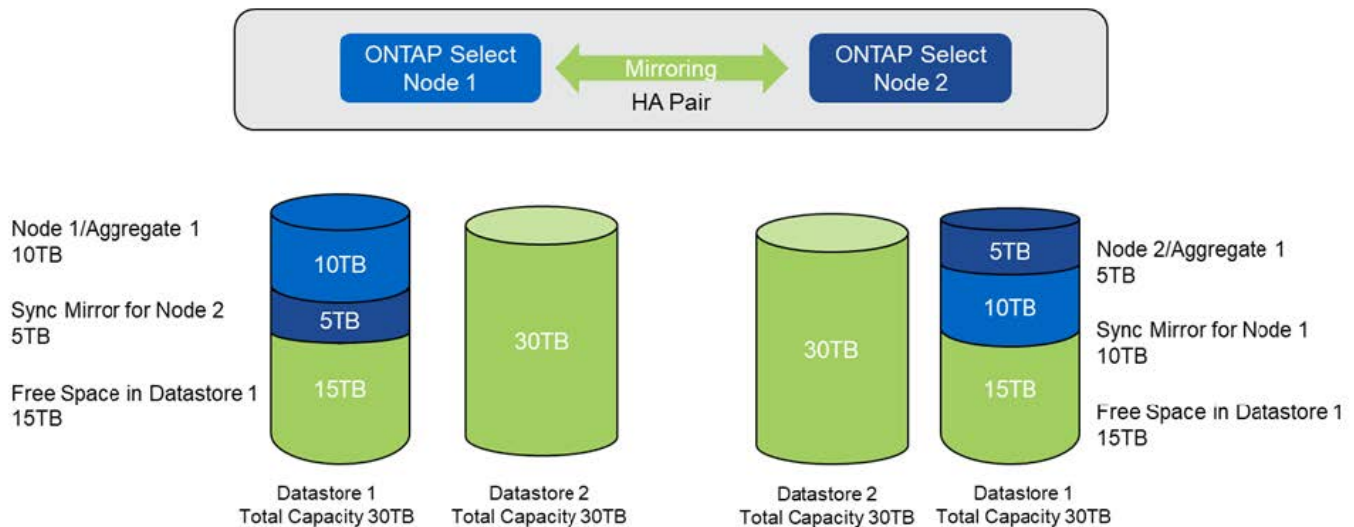 ONTAP Select
Node 1
Mirroring
HA Pair
ONTAP Select
Node 2
Node 1/Aggregate 1
10TB
Sync Mirror for Node 2
5TB
Free Space in Datastore 1
15TB
10TB
5TB
15TB
Datastore 1
Total Capacity 30TB
30TB
Datastore 2
Total Capacity 30TB
30TB
Datastore 2
Total Capacity 30TB
5TB
10TB
15TB
Datastore 1
Total Capacity 30TB
Node 2/Aggregate 1
5TB
Sync Mirror for Node 1
10TB
Free Space in Datastore 1
15TB